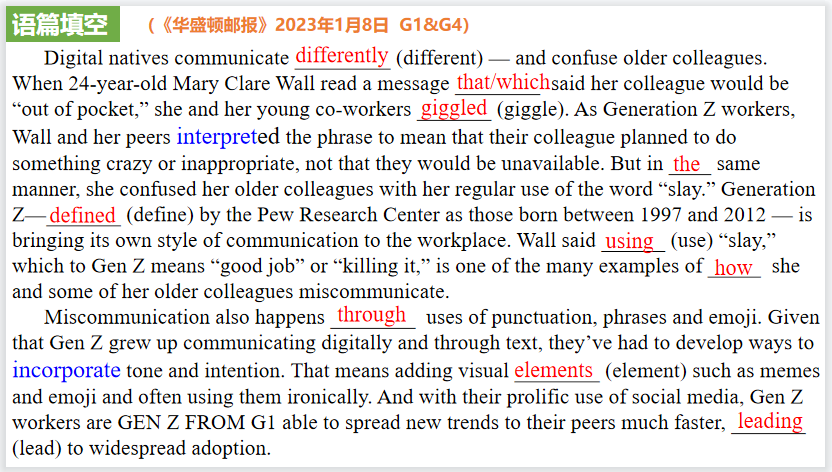 语篇填空 （《华盛顿邮报》2023年1月8日 G1&G4）
Digital natives communicate differently (different) — and confuse older colleagues.
When 24-year-old Mary Clare Wall read a message that/which said her colleague would be
“out of pocket,” she and her young co-workers giggled (giggle). As Generation Z workers,
Wall and her peers interpreted the phrase to mean that their colleague planned to do
something crazy or inappropriate, not that they would be unavailable. But in the same
manner, she confused her older colleagues with her regular use of the word “slay.” Generation
Z—defined (define) by the Pew Research Center as those born between 1997 and 2012 — is
bringing its own style of communication to the workplace. Wall said using (use) “slay,”
which to Gen Z means “good job” or “killing it,” is one of the many examples of how she
and some of her older colleagues miscommunicate.
Miscommunication also happens through uses of punctuation, phrases and emoji. Given
that Gen Z grew up communicating digitally and through text, they’ve had to develop ways to
incorporate tone and intention. That means adding visual elements (element) such as memes
and emoji and often using them ironically. And with their prolific use of social media, Gen Z
workers are GEN Z FROM G1 able to spread new trends to their peers much faster, leading
(lead) to widespread adoption.